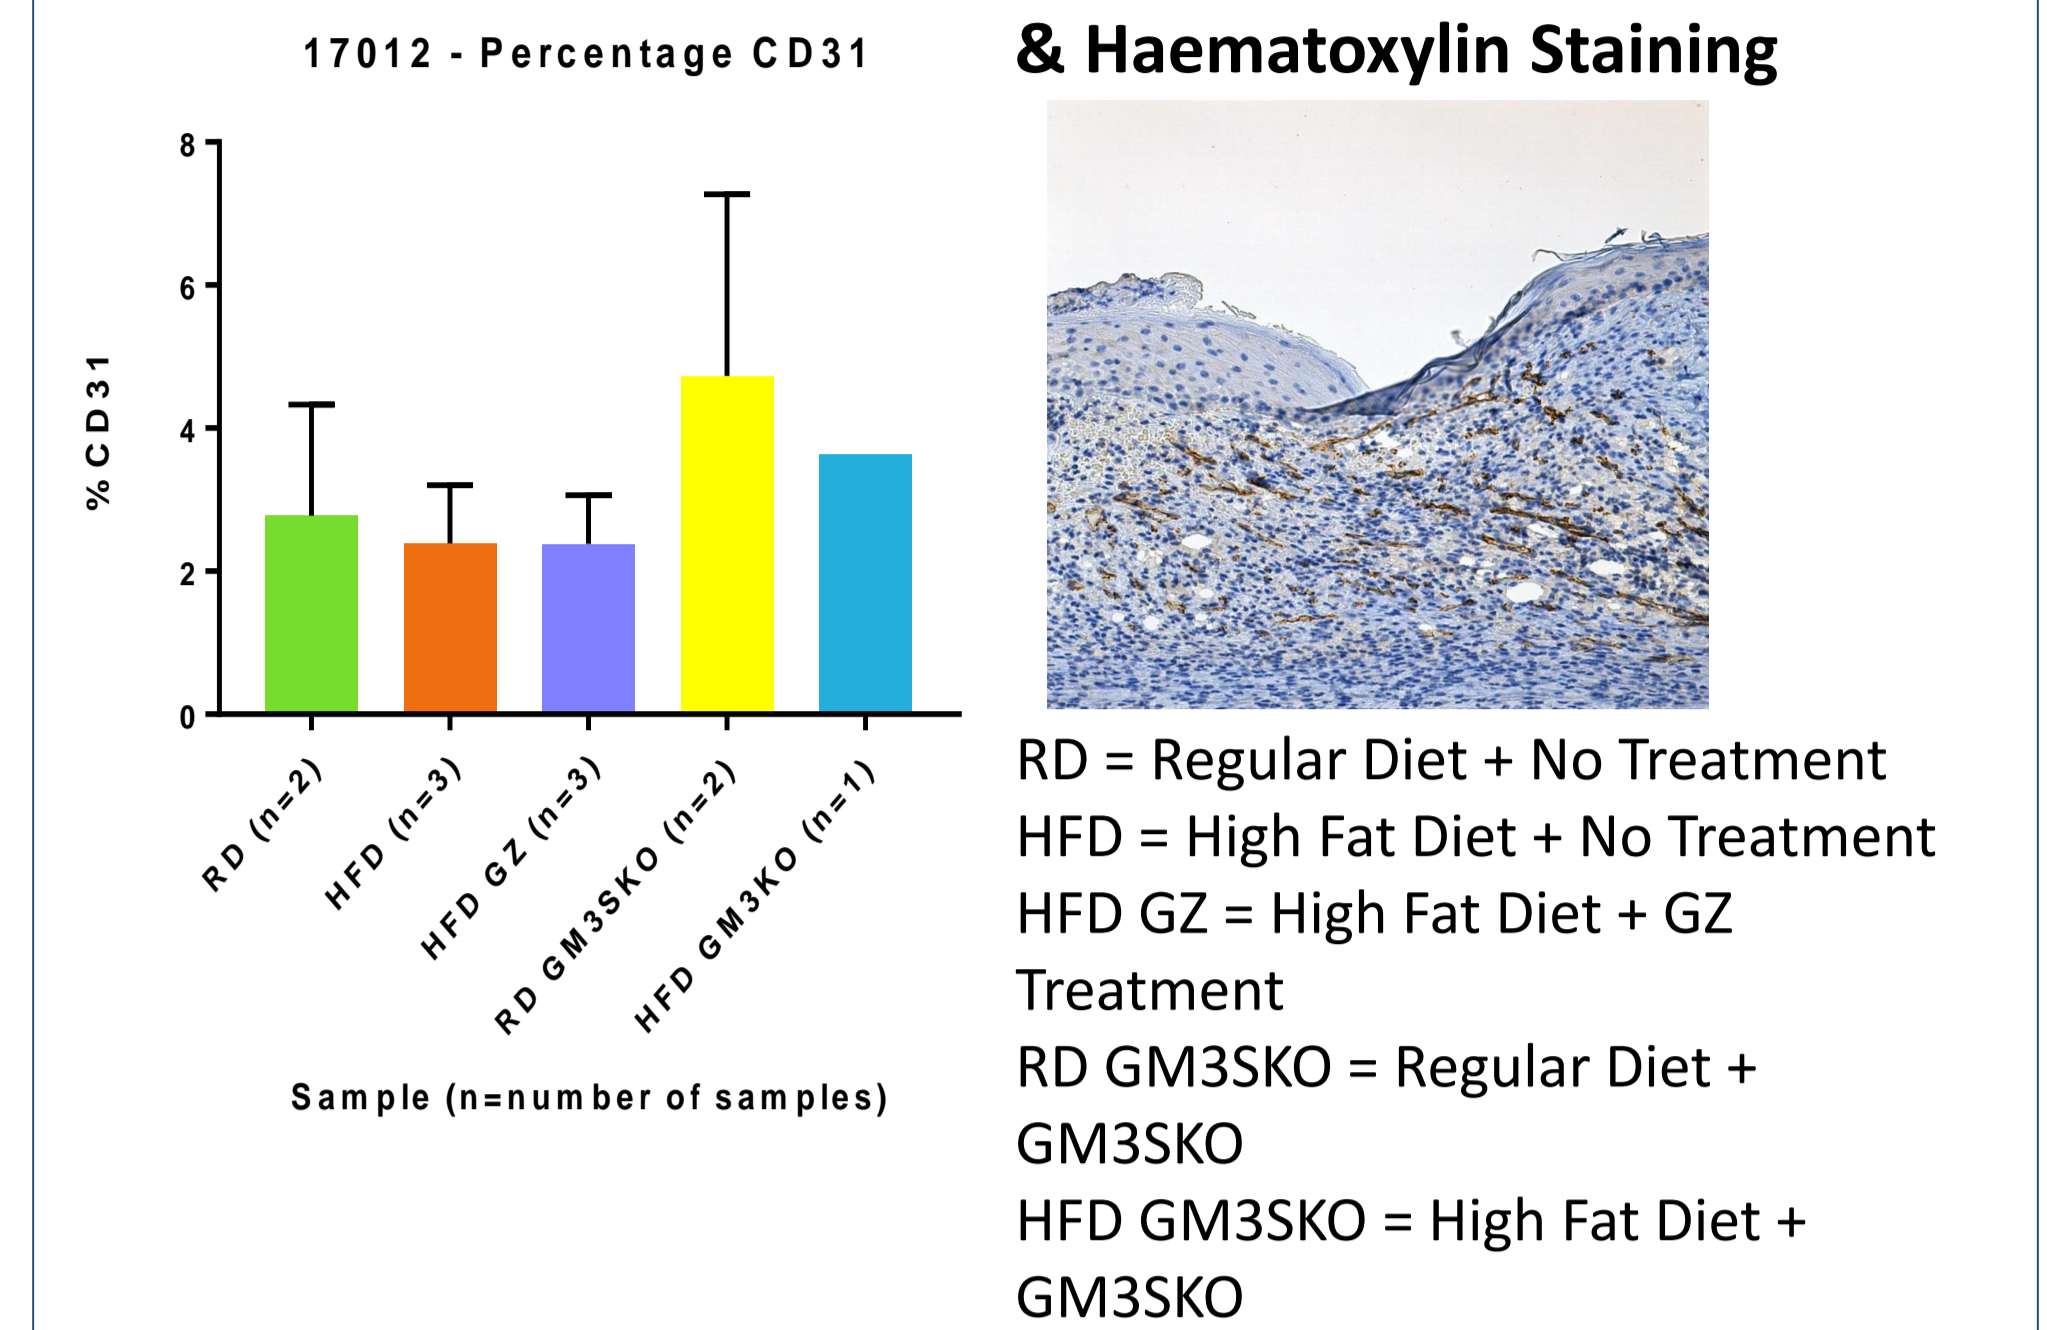 17012 - Percentage CD31
8
6
4
2
0
%CD31
RD (n=2)
HFD (n=3)
HFD GZ (n=3)
RD GM3SKO (n=2)
HFD GM3KO (n=1)
Sample (n=number of samples)
& Haematoxylin Staining
RD = Regular Diet + No Treatment
HFD = High Fat Diet + No Treatment
HFD GZ = High Fat Diet + GZ
Treatment
RD GM3SKO = Regular Diet +
GM3SKO
HFD GM3SKO = High Fat Diet +
GM3SKO